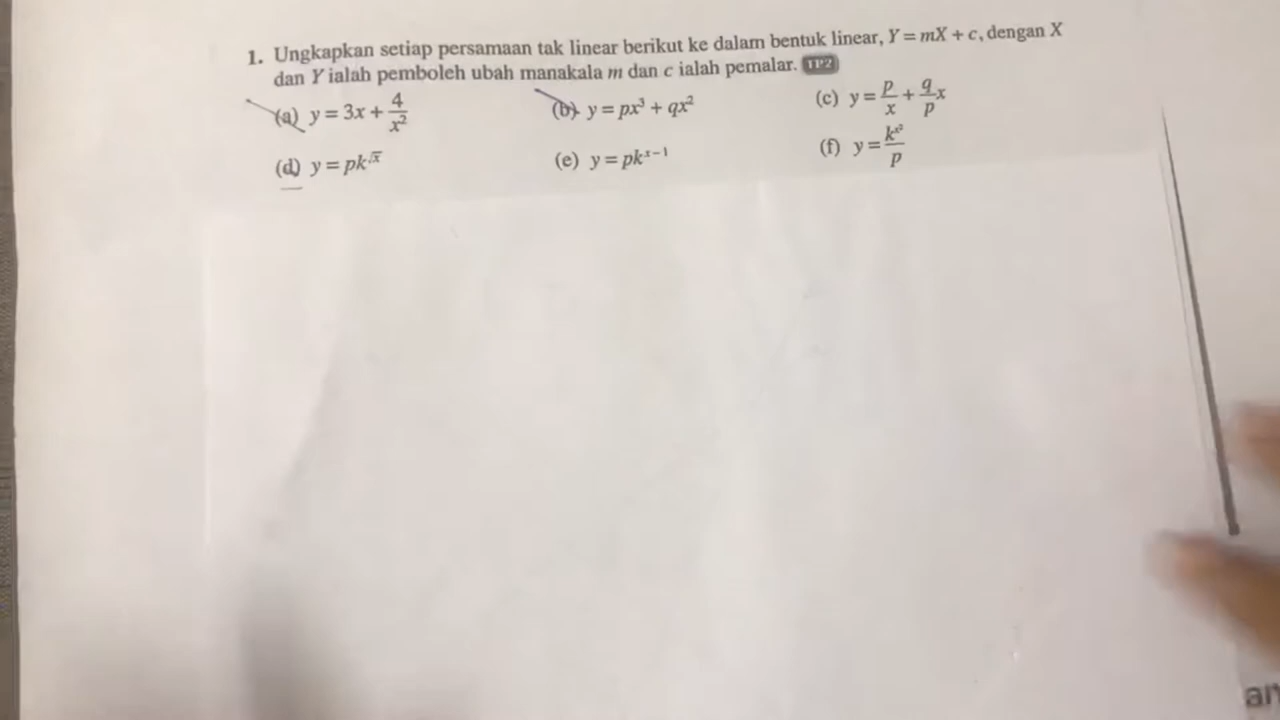 1. Ungkapkan setiap persamaan tak linear berikut ke dalam bentuk linear, Y = mX + c, dengan X
dan Y ialah pemboleh ubah manakala m dan c ialah pemalar. TP2
(a) y = 3x + 4/x² (b) y = px³ + qx² (c) y = p/x + q/p x
(d) y = pk^√x (e) y = pk^(x−1) (f) y = k^(x²)/p
an